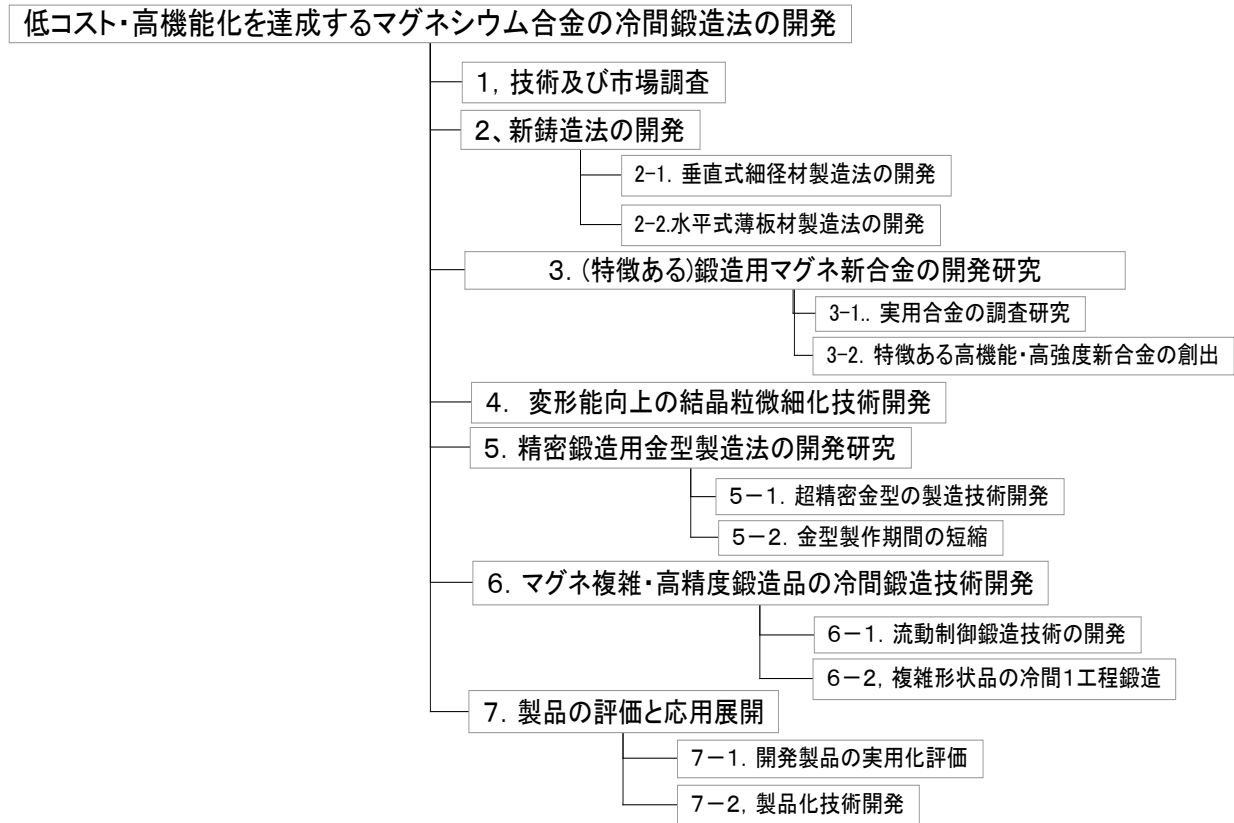 低コスト・高機能化を達成するマグネシウム合金の冷間鍛造法の開発
１，技術及び市場調査
２、新鋳造法の開発
2-1. 垂直式細径材製造法の開発
2-2.水平式薄板材製造法の開発
３．（特徴ある）鍛造用マグネ新合金の開発研究
3-1.. 実用合金の調査研究
3-2. 特徴ある高機能・高強度新合金の創出
４． 変形能向上の結晶粒微細化技術開発
５．精密鍛造用金型製造法の開発研究
５－１．超精密金型の製造技術開発
５－２．金型製作期間の短縮
６．マグネ複雑・高精度鍛造品の冷間鍛造技術開発
６－１．流動制御鍛造技術の開発
６－２，複雑形状品の冷間１工程鍛造
７．製品の評価と応用展開
７－１．開発製品の実用化評価
７－２，製品化技術開発